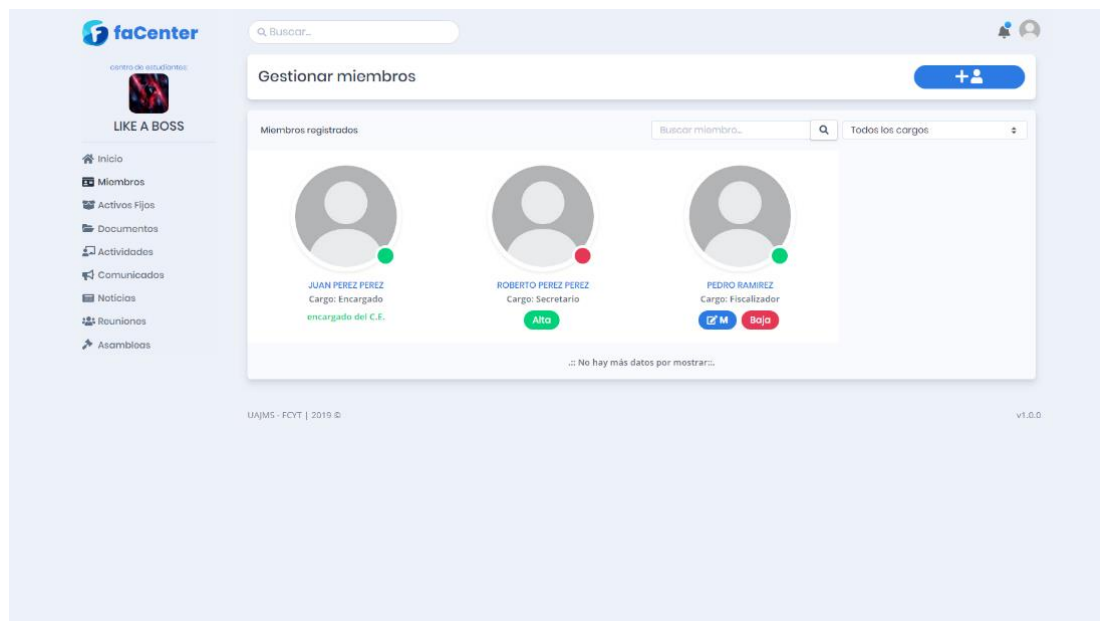 faCenter
Buscar...
centro de estudiantes
LIKE A BOSS
Inicio
Miembros
Activos Fijos
Documentos
Actividades
Comunicados
Noticias
Reuniones
Asambleas
Gestionar miembros
Miembros registrados
Buscar miembro...
Todos los cargos
JUAN PEREZ PEREZ
Cargo: Encargado
encargado del C.E.
ROBERTO PEREZ PEREZ
Cargo: Secretario
Alta
PEDRO RAMIREZ
Cargo: Fiscalizador
M Baja
.:: No hay más datos por mostrar::.
UAJMS - FCYT | 2019 ©
v1.0.0